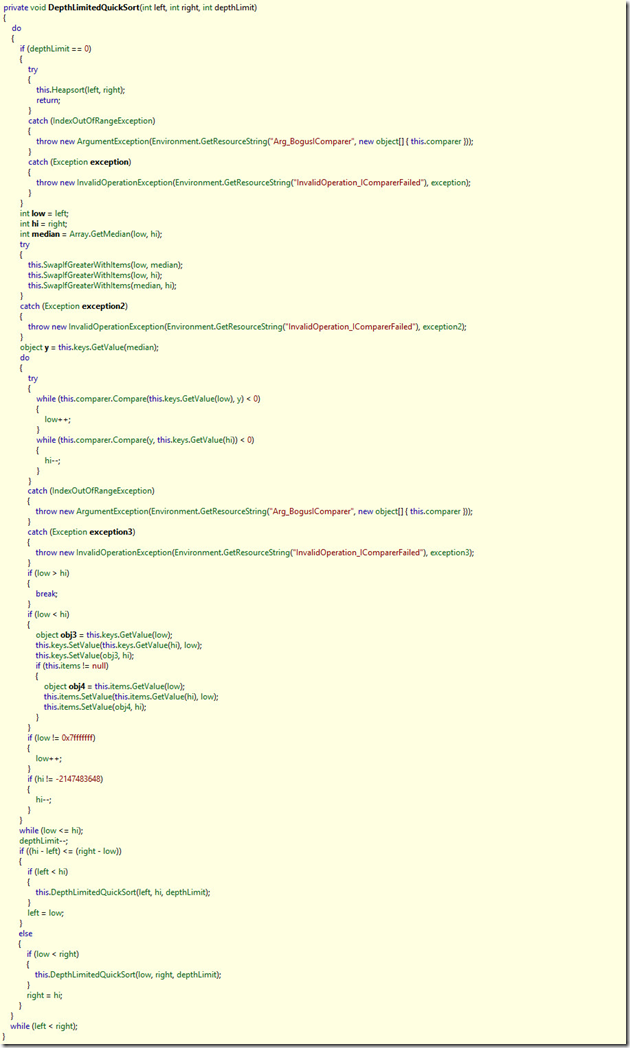 private void DepthLimitedQuickSort(int left, int right, int depthLimit)
{
do
{
if (depthLimit == 0)
{
try
{
this.Heapsort(left, right);
return;
}
catch (IndexOutOfRangeException)
{
throw new ArgumentException(Environment.GetResourceString("Arg_BogusIComparer", new object[] { this.comparer }));
}
catch (Exception exception)
{
throw new InvalidOperationException(Environment.GetResourceString("InvalidOperation_IComparerFailed"), exception);
}
}
int low = left;
int hi = right;
int median = Array.GetMedian(low, hi);
try
{
this.SwapIfGreaterWithItems(low, median);
this.SwapIfGreaterWithItems(low, hi);
this.SwapIfGreaterWithItems(median, hi);
}
catch (Exception exception2)
{
throw new InvalidOperationException(Environment.GetResourceString("InvalidOperation_IComparerFailed"), exception2);
}
object y = this.keys.GetValue(median);
do
{
try
{
while (this.comparer.Compare(this.keys.GetValue(low), y) < 0)
{
low++;
}
while (this.comparer.Compare(y, this.keys.GetValue(hi)) < 0)
{
hi--;
}
}
catch (IndexOutOfRangeException)
{
throw new ArgumentException(Environment.GetResourceString("Arg_BogusIComparer", new object[] { this.comparer }));
}
catch (Exception exception3)
{
throw new InvalidOperationException(Environment.GetResourceString("InvalidOperation_IComparerFailed"), exception3);
}
if (low > hi)
{
break;
}
if (low < hi)
{
object obj3 = this.keys.GetValue(low);
this.keys.SetValue(this.keys.GetValue(hi), low);
this.keys.SetValue(obj3, hi);
if (this.items != null)
{
object obj4 = this.items.GetValue(low);
this.items.SetValue(this.items.GetValue(hi), low);
this.items.SetValue(obj4, hi);
}
}
if (low != 0x7fffffff)
{
low++;
}
if (hi != -2147483648)
{
hi--;
}
}
while (low <= hi);
depthLimit--;
if ((hi - left) <= (right - low))
{
if (left < hi)
{
this.DepthLimitedQuickSort(left, hi, depthLimit);
}
left = low;
}
else
{
if (low < right)
{
this.DepthLimitedQuickSort(low, right, depthLimit);
}
right = hi;
}
}
while (left < right);
}